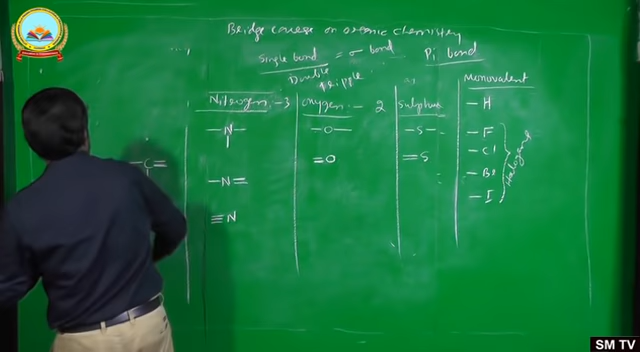 Bridge course on organic chemistry
Single bond = σ bond — Pi bond
Double
Tripple
Nitrogen - 3
Oxygen - 2
Sulphur
Monovalent
—N—
—N=
≡N
—O—
=O
—S—
=S
—H
—F
—Cl
—Br
—I
Halogens
—C=
SM TV